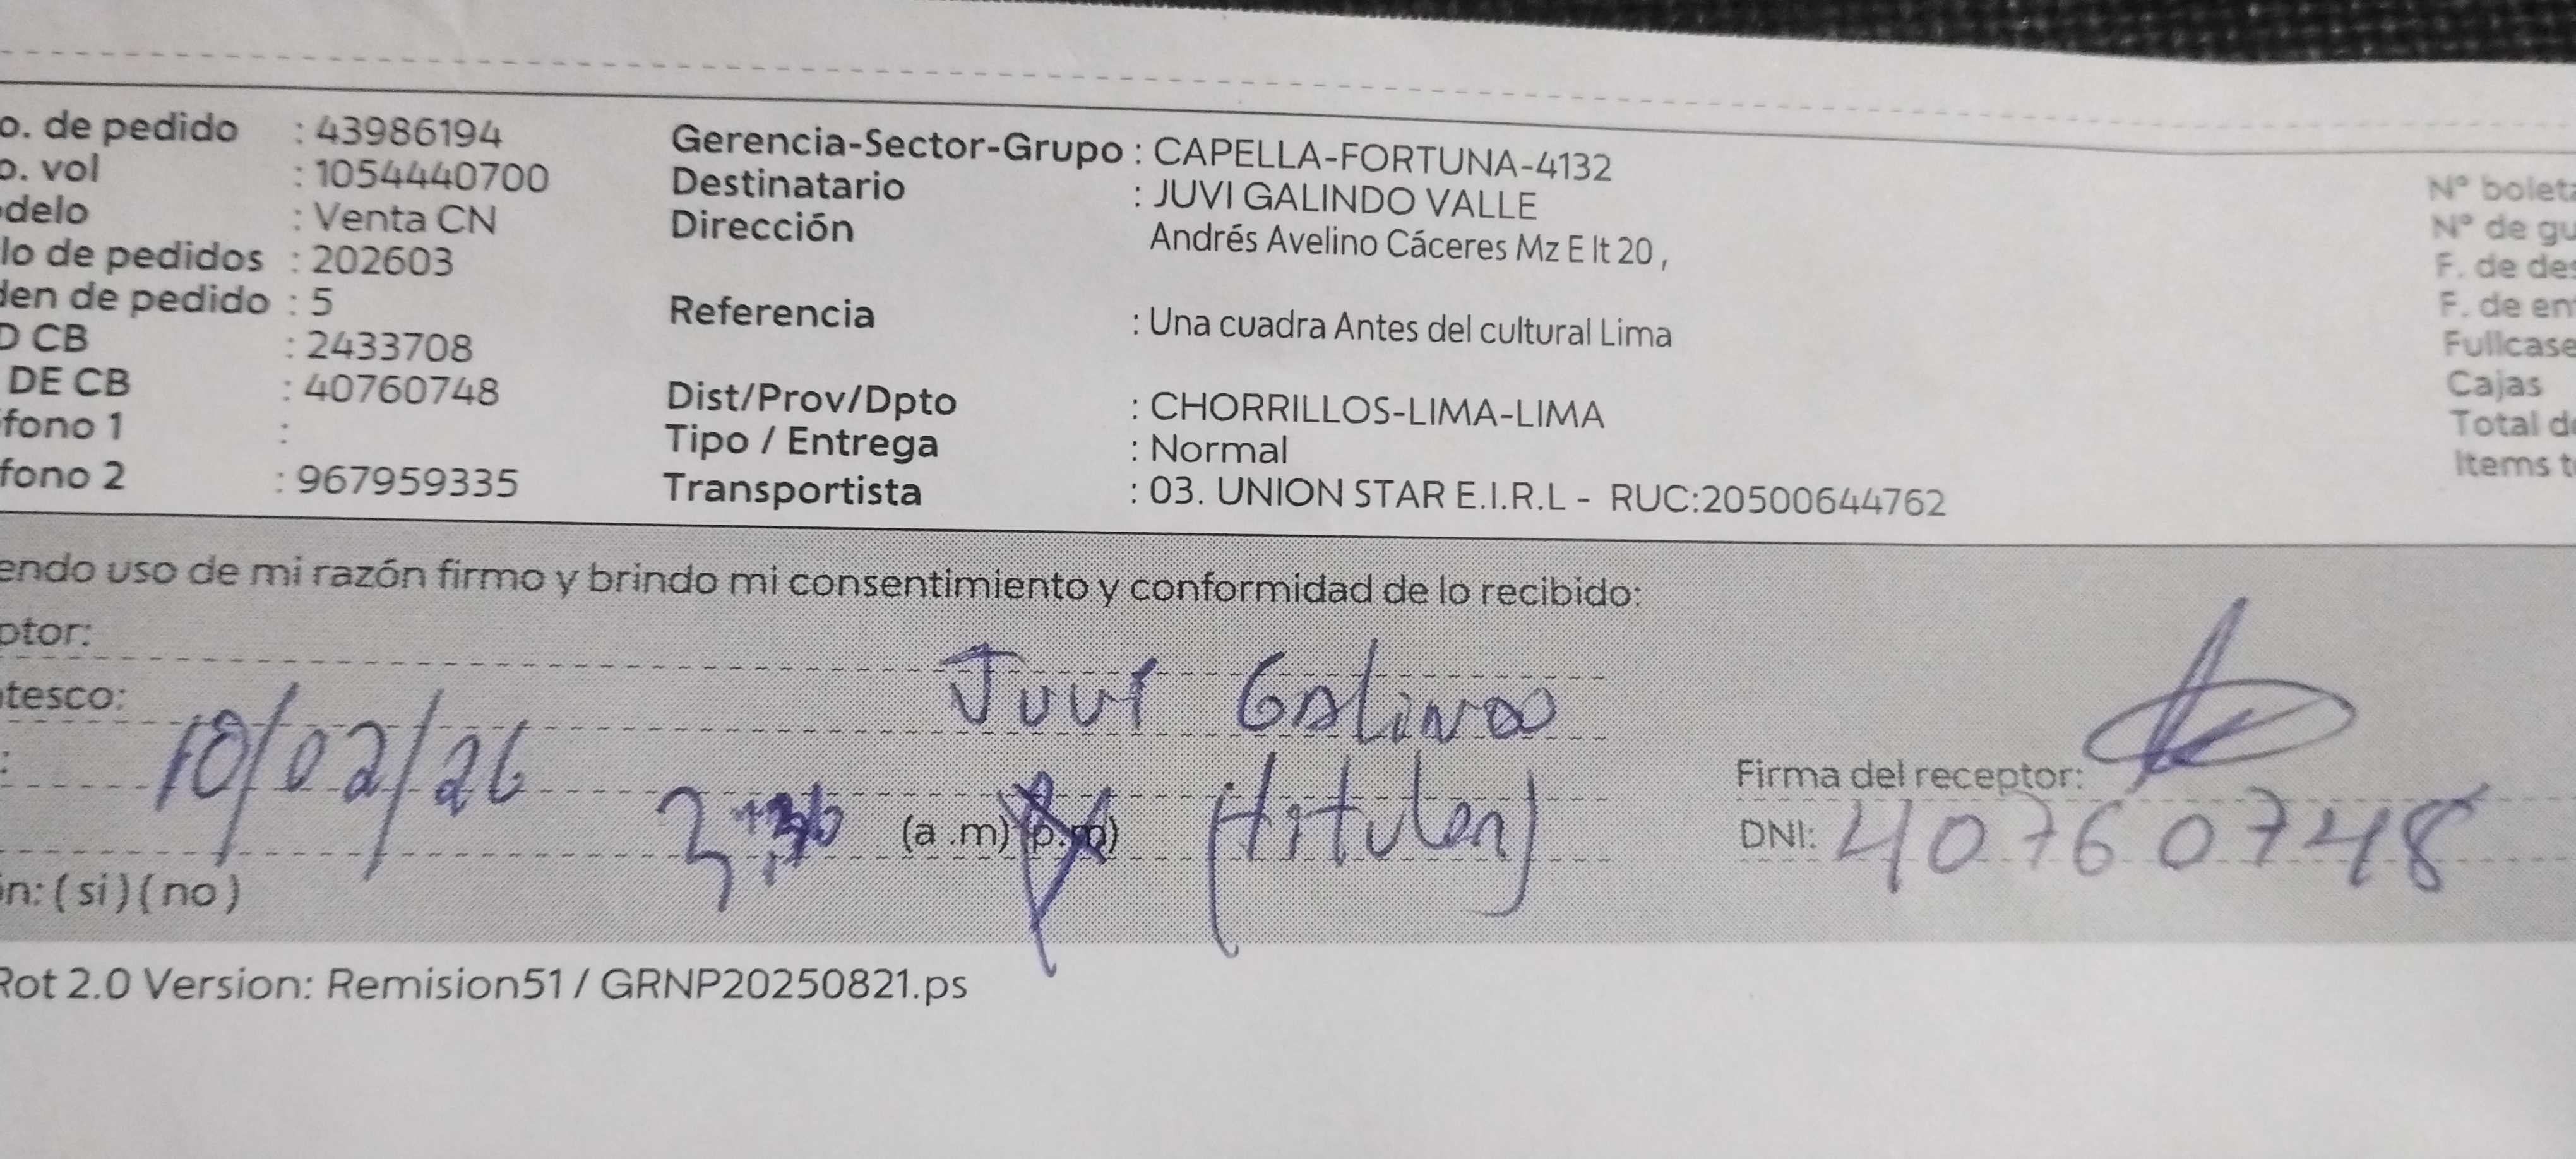 o. de pedido : 43986194
o. vol : 1054440700
delo : Venta CN
lo de pedidos : 202603
den de pedido : 5
D CB : 2433708
DE CB : 40760748
fono 1 :
fono 2 : 967959335
Gerencia-Sector-Grupo : CAPELLA-FORTUNA-4132
Destinatario : JUVI GALINDO VALLE
Dirección Andrés Avelino Cáceres Mz E lt 20 ,
Referencia : Una cuadra Antes del cultural Lima
Dist/Prov/Dpto : CHORRILLOS-LIMA-LIMA
Tipo / Entrega : Normal
Transportista : 03. UNION STAR E.I.R.L - RUC:20500644762
Nº bolet
Nº de gu
F. de des
F. de en
Fullcase
Cajas
Total d
Items t
endo uso de mi razón firmo y brindo mi consentimiento y conformidad de lo recibido:
ptor: Juvi Galindo
tesco: (titular)
: 10/02/26
(a .m) (p.m)
n: ( si ) ( no )
Firma del receptor:
DNI: 40760748
Rot 2.0 Version: Remision51 / GRNP20250821.ps